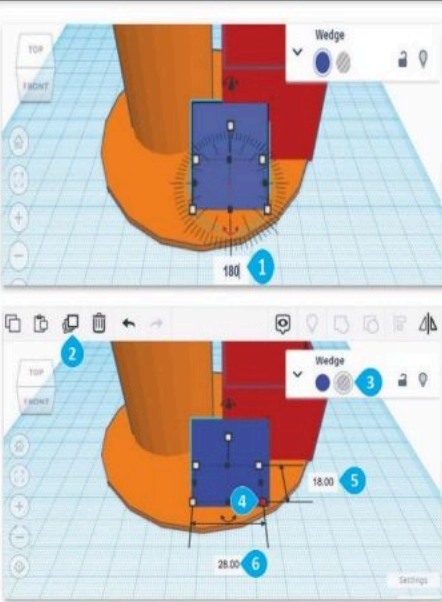 Wedge
TOP
FRONT
180
1
2
TOP
FRONT
Wedge
3
18.00
5
4
28.00
6
Settings